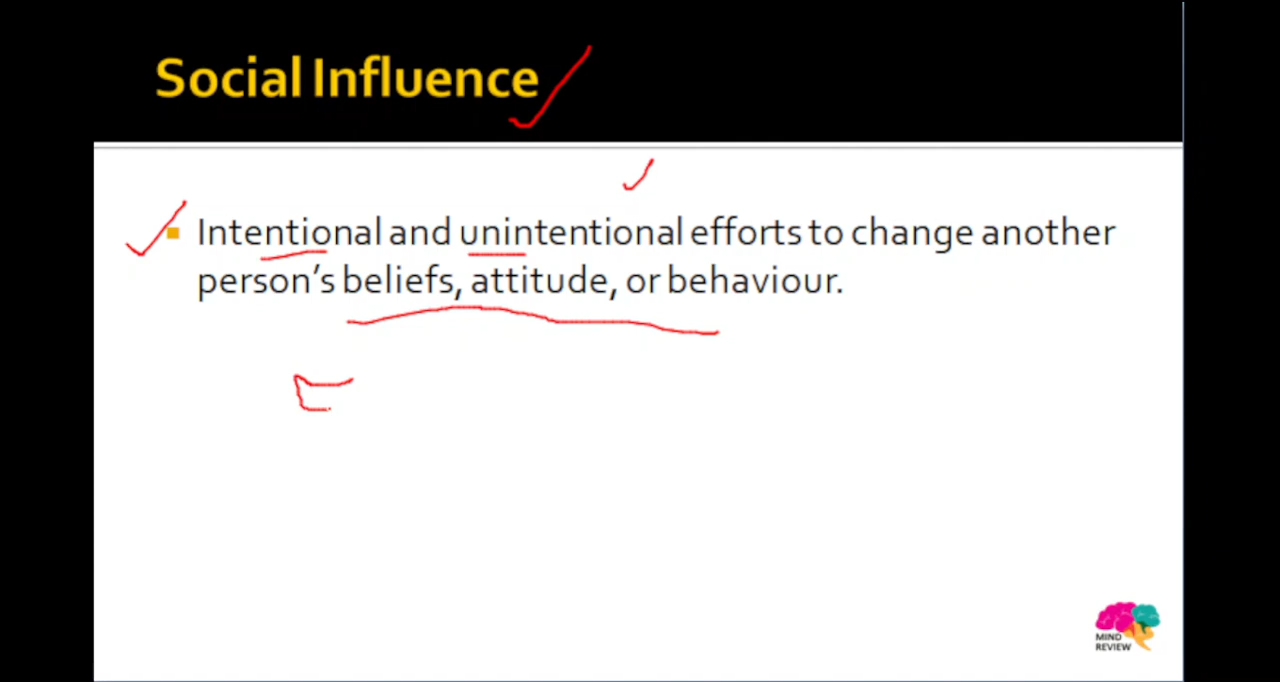 Social Influence
Intentional and unintentional efforts to change another
person's beliefs, attitude, or behaviour.
MIND
REVIEW